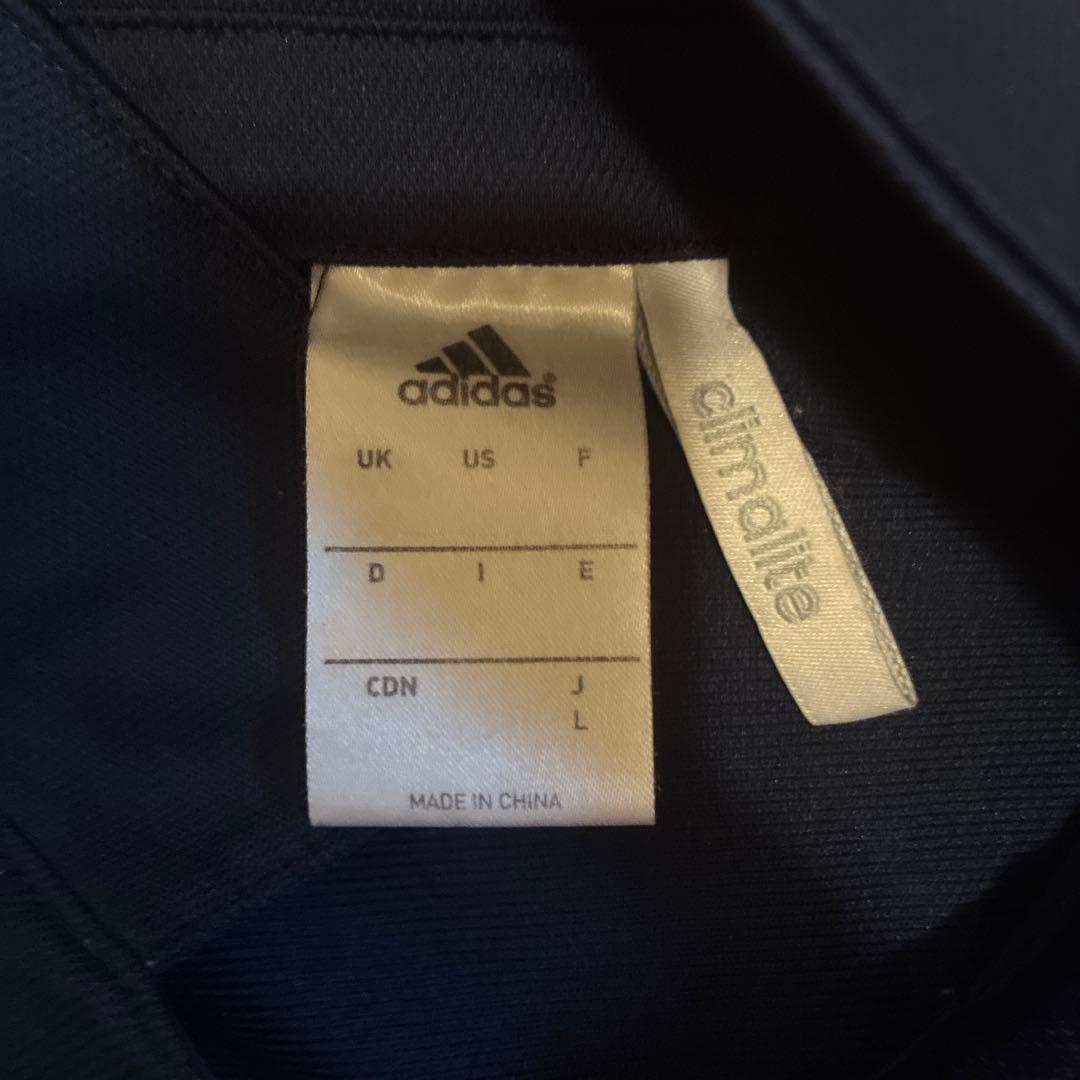 adidas®
UK US F
D I E
CDN J
L
MADE IN CHINA
climalite